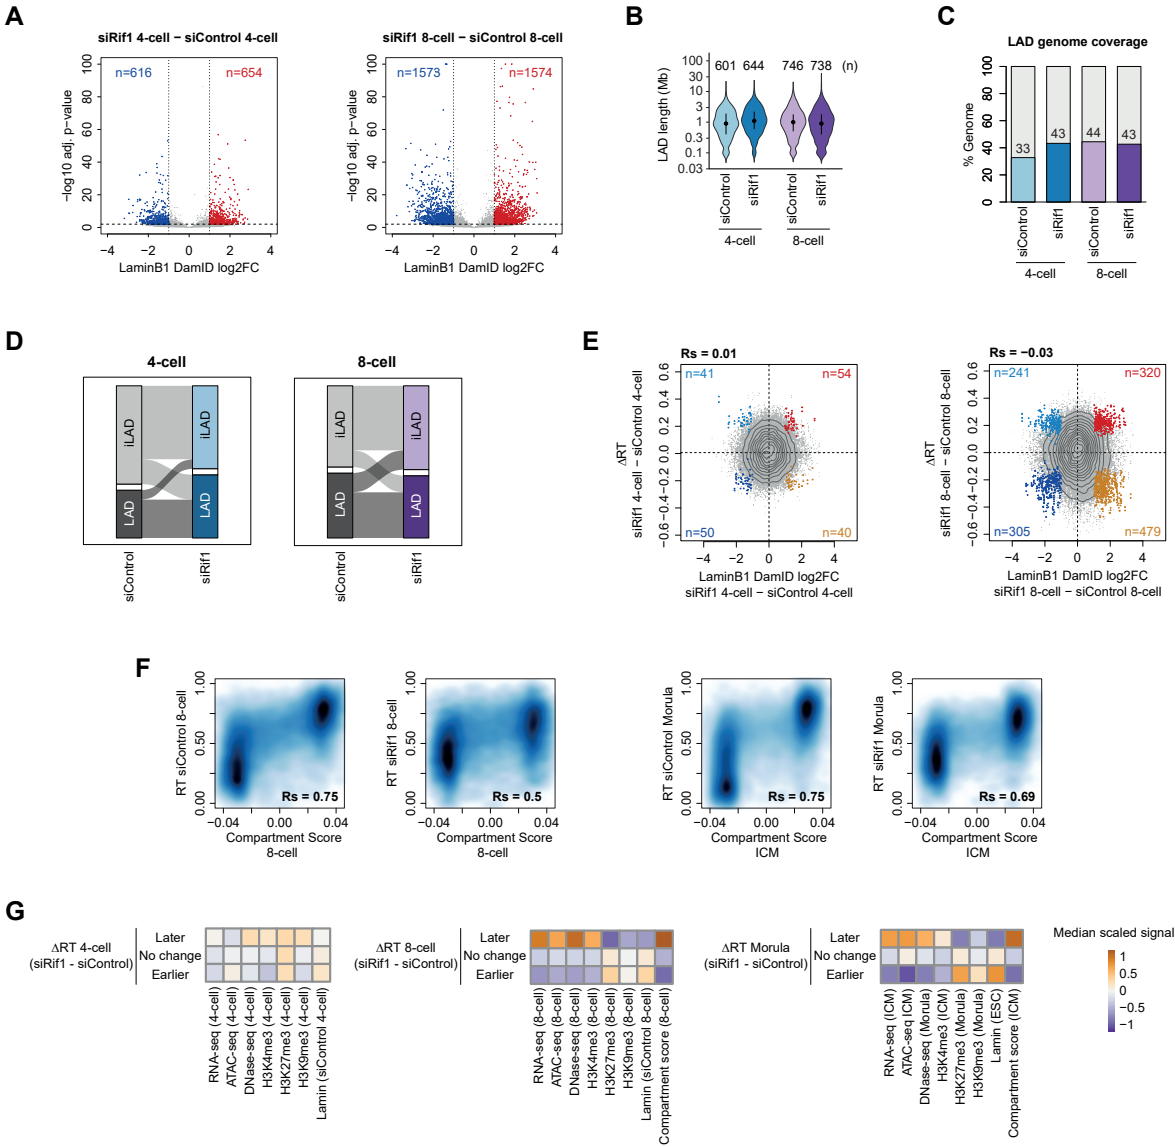 A
siRif1 4-cell − siControl 4-cell
n=616
n=654
−log10 adj. p-value
100
80
60
40
20
0
−4
−2
0
2
4
LaminB1 DamID log2FC
siRif1 8-cell − siControl 8-cell
n=1573
n=1574
100
80
60
40
20
0
−4
−2
0
2
4
LaminB1 DamID log2FC
B
LAD length (Mb)
100
30
10
3
1
0.3
0.1
0.03
601
644
746
738
(n)
siControl
siRif1
siControl
siRif1
4-cell
8-cell
C
LAD genome coverage
% Genome
100
80
60
40
20
0
33
43
44
43
siControl
siRif1
siControl
siRif1
4-cell
8-cell
D
4-cell
iLAD
LAD
iLAD
LAD
siControl
siRif1
8-cell
iLAD
LAD
iLAD
LAD
siControl
siRif1
E
Rs = 0.01
n=41
n=54
n=50
n=40
ΔRT
siRif1 4-cell − siControl 4-cell
0.6
0.4
0.2
0.0
−0.2
−0.4
−0.6
−4
−2
0
2
4
LaminB1 DamID log2FC
siRif1 4-cell − siControl 4-cell
Rs = −0.03
n=241
n=320
n=305
n=479
ΔRT
siRif1 8-cell − siControl 8-cell
0.6
0.4
0.2
0.0
−0.2
−0.4
−0.6
−4
−2
0
2
4
LaminB1 DamID log2FC
siRif1 8-cell − siControl 8-cell
F
RT siControl 8-cell
1.00
0.50
0.00
Rs = 0.75
−0.04
0.00
0.04
Compartment Score
8-cell
RT siRif1 8-cell
1.00
0.50
0.00
Rs = 0.5
−0.04
0.00
0.04
Compartment Score
8-cell
RT siControl Morula
1.00
0.50
0.00
Rs = 0.75
−0.04
0.00
0.04
Compartment Score
ICM
RT siRif1 Morula
1.00
0.50
0.00
Rs = 0.69
−0.04
0.00
0.04
Compartment Score
ICM
G
ΔRT 4-cell
(siRif1 - siControl)
Later
No change
Earlier
RNA-seq (4-cell)
ATAC-seq (4-cell)
DNase-seq (4-cell)
H3K4me3 (4-cell)
H3K27me3 (4-cell)
H3K9me3 (4-cell)
Lamin (siControl 4-cell)
ΔRT 8-cell
(siRif1 - siControl)
Later
No change
Earlier
RNA-seq (8-cell)
ATAC-seq (8-cell)
DNase-seq (8-cell)
H3K4me3 (8-cell)
H3K27me3 (8-cell)
H3K9me3 (8-cell)
Lamin (siControl 8-cell)
Compartment score (8-cell)
ΔRT Morula
(siRif1 - siControl)
Later
No change
Earlier
RNA-seq (ICM)
ATAC-seq ICM)
DNase-seq (Morula)
H3K4me3 (ICM)
H3K27me3 (Morula)
H3K9me3 (Morula)
Lamin (ESC)
Compartment score (ICM)
Median scaled signal
1
0.5
0
−0.5
−1